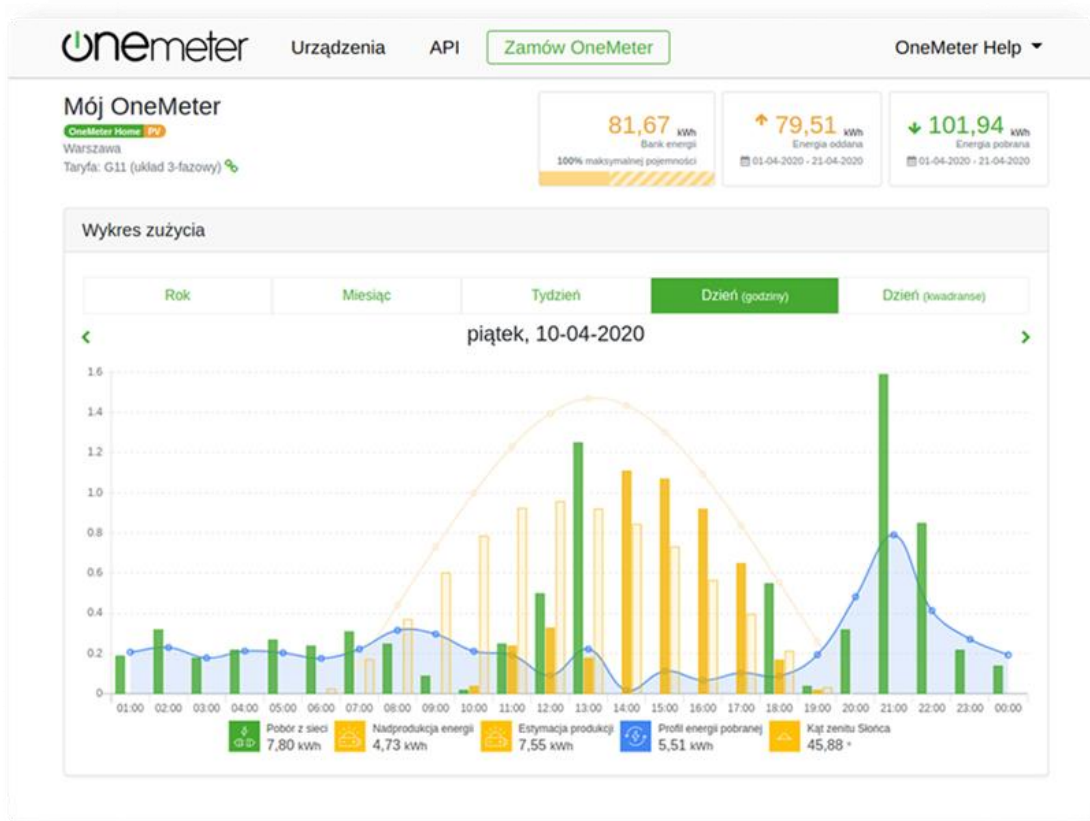 onemeter Urządzenia API Zamów OneMeter OneMeter Help
Mój OneMeter
OneMeter Home PV
Warszawa
Taryfa: G11 (układ 3-fazowy)
81,67 kWh
Bank energii
100% maksymalnej pojemności
79,51 kWh
Energia oddana
01-04-2020 - 21-04-2020
101,94 kWh
Energia pobrana
01-04-2020 - 21-04-2020
Wykres zużycia
Rok Miesiąc Tydzień Dzień (godziny) Dzień (kwadranse)
piątek, 10-04-2020
1.6
1.4
1.2
1.0
0.8
0.6
0.4
0.2
0
01:00 02:00 03:00 04:00 05:00 06:00 07:00 08:00 09:00 10:00 11:00 12:00 13:00 14:00 15:00 16:00 17:00 18:00 19:00 20:00 21:00 22:00 23:00 00:00
Pobór z sieci
7,80 kWh
Nadprodukcja energii
4,73 kWh
Estymacja produkcji
7,55 kWh
Profil energii pobranej
5,51 kWh
Kąt zenitu Słońca
45,88 °